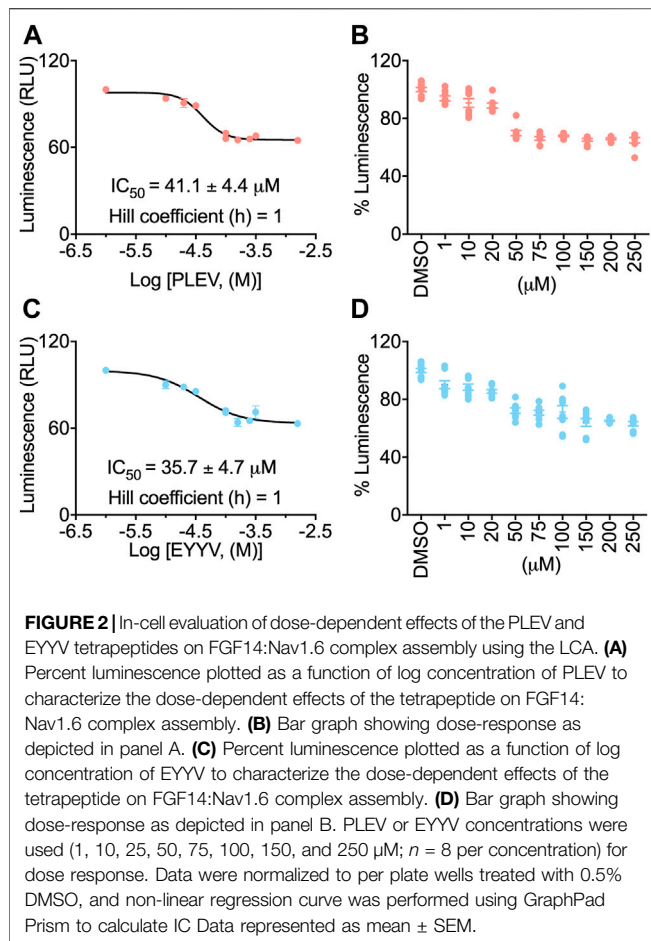 A
B
120
60
0
Luminescence (RLU)
IC50 = 41.1 ± 4.4 μM
Hill coefficient (h) = 1
-6.5 -4.5 -2.5
Log [PLEV, (M)]
120
100
80
60
40
20
0
% Luminescence
DMSO 1 10 20 50 75 100 150 200 250
(μM)
C
D
120
60
0
Luminescence (RLU)
IC50 = 35.7 ± 4.7 μM
Hill coefficient (h) = 1
-6.5 -4.5 -2.5
Log [EYYV, (M)]
120
100
80
60
40
20
0
% Luminescence
DMSO 1 10 20 50 75 100 150 200 250
(μM)
FIGURE 2 | In-cell evaluation of dose-dependent effects of the PLEV and
EYYV tetrapeptides on FGF14:Nav1.6 complex assembly using the LCA. (A)
Percent luminescence plotted as a function of log concentration of PLEV to
characterize the dose-dependent effects of the tetrapeptide on FGF14:
Nav1.6 complex assembly. (B) Bar graph showing dose-response as
depicted in panel A. (C) Percent luminescence plotted as a function of log
concentration of EYYV to characterize the dose-dependent effects of the
tetrapeptide on FGF14:Nav1.6 complex assembly. (D) Bar graph showing
dose-response as depicted in panel B. PLEV or EYYV concentrations were
used (1, 10, 25, 50, 75, 100, 150, and 250 μM; n = 8 per concentration) for
dose response. Data were normalized to per plate wells treated with 0.5%
DMSO, and non-linear regression curve was performed using GraphPad
Prism to calculate IC Data represented as mean ± SEM.